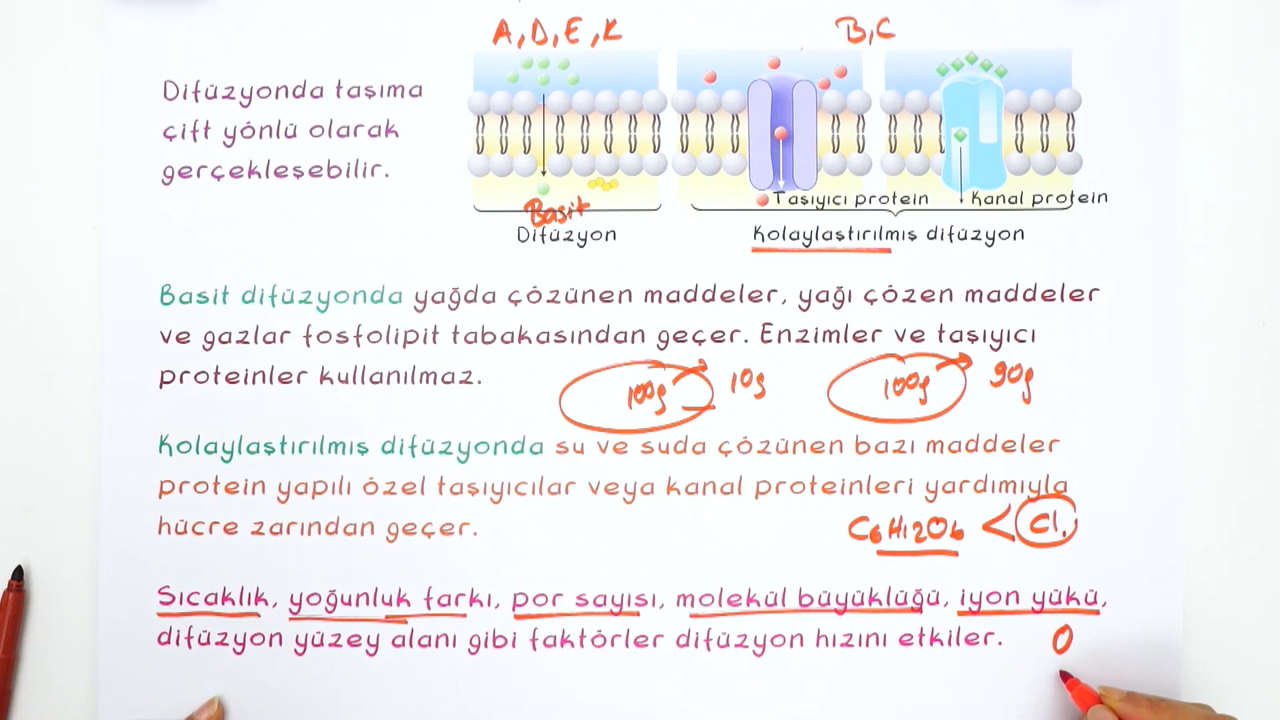 A, D, E, K
B, C
Difüzyonda taşıma
çift yönlü olarak
gerçekleşebilir.
Taşıyıcı protein
Kanal protein
Basit
Difüzyon
Kolaylaştırılmış difüzyon
Basit difüzyonda yağda çözünen maddeler, yağı çözen maddeler
ve gazlar fosfolipit tabakasından geçer. Enzimler ve taşıyıcı
proteinler kullanılmaz.
100g 10g 100g 90g
Kolaylaştırılmış difüzyonda su ve suda çözünen bazı maddeler
protein yapılı özel taşıyıcılar veya kanal proteinleri yardımıyla
hücre zarından geçer.
C6H12O6 < Cl.
Sıcaklık, yoğunluk farkı, por sayısı, molekül büyüklüğü, iyon yükü,
difüzyon yüzey alanı gibi faktörler difüzyon hızını etkiler.
0